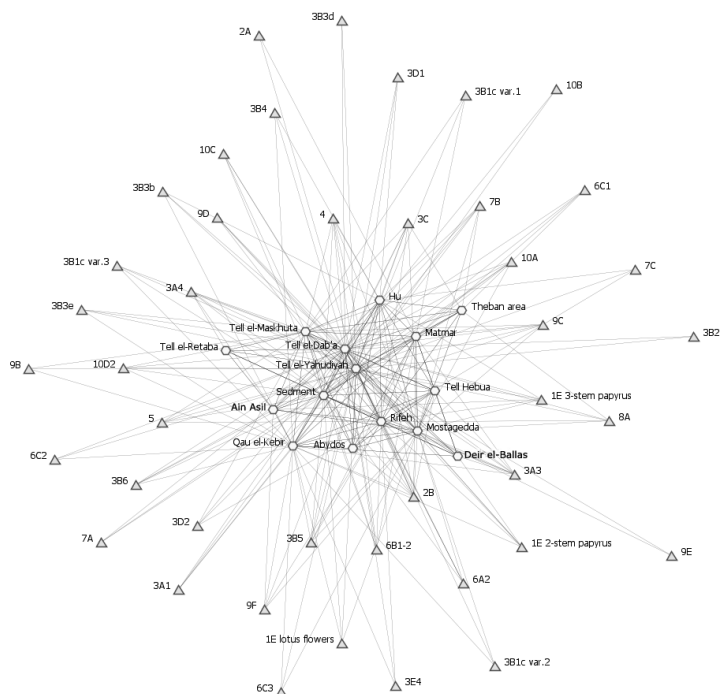 3B3d
2A
3D1
10B
3B1c var.1
3B4
10C
3B3b
6C1
7B
9D
4
3C
10A
3B1c var.3
7C
3A4
Hu
3B3e
Theban area
9C
Tell el-Maskhuta
Matmar
3B2
Tell el-Dab'a
Tell el-Retaba
9B
10D2
Tell el-Yahudiyah
Tell Hebua
Sedment
1E 3-stem papyrus
Ain Asil
5
Rifeh
8A
Mostagedda
Qau el-Kebir
Abydos
Deir el-Ballas
6C2
3A3
3B6
2B
3D2
7A
3B5
6B1-2
1E 2-stem papyrus
9E
3A1
6A2
9F
1E lotus flowers
3B1c var.2
6C3
3E4